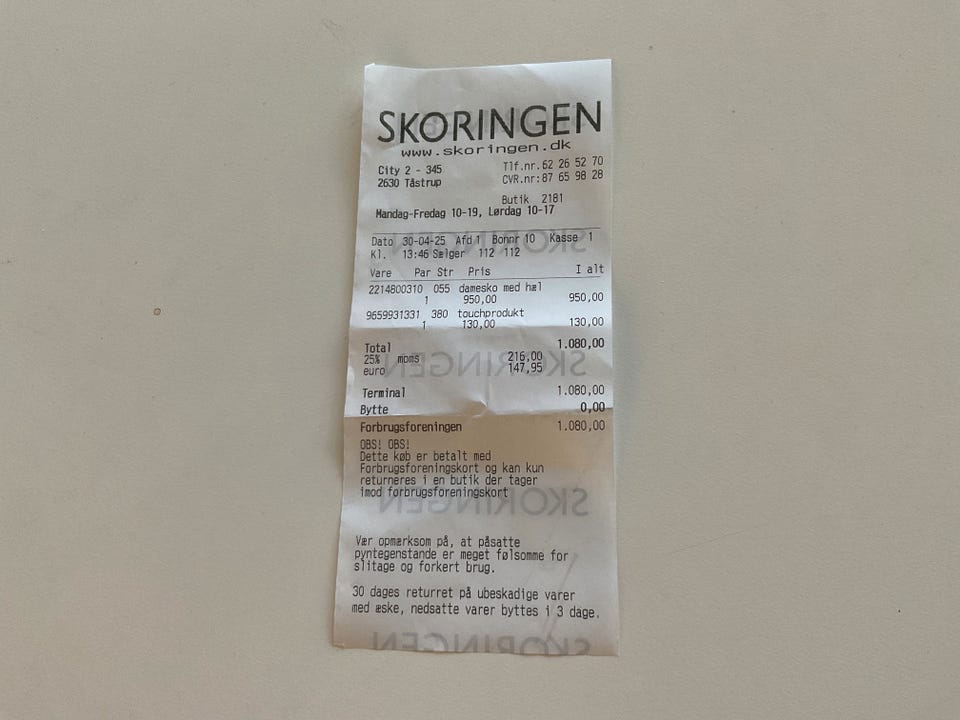 SKORINGEN
www.skoringen.dk
City 2 - 345 Tlf.nr. 62 26 52 70
2630 Tåstrup CVR.nr: 87 65 98 28
Butik 2181
Mandag-Fredag 10-19, Lørdag 10-17
Dato 30-04-25 Afd 1 Bonnr 10 Kasse 1
Kl. 13:46 Sælger 112 112
Vare Par Str Pris I alt
2214800310 055 damesko med hæl
1 950,00 950,00
9659931331 380 touchprodukt
1 130,00 130,00
Total 1.080,00
25% moms 216,00
euro 147,95
Terminal 1.080,00
Bytte 0,00
Forbrugsforeningen 1.080,00
OBS! OBS!
Dette køb er betalt med
Forbrugsforeningskort og kan kun
returneres i en butik der tager
imod forbrugsforeningskort
Vær opmærksom på, at påsatte
pyntegenstande er meget følsomme for
slitage og forkert brug.
30 dages returret på ubeskadige varer
med æske, nedsatte varer byttes i 3 dage.